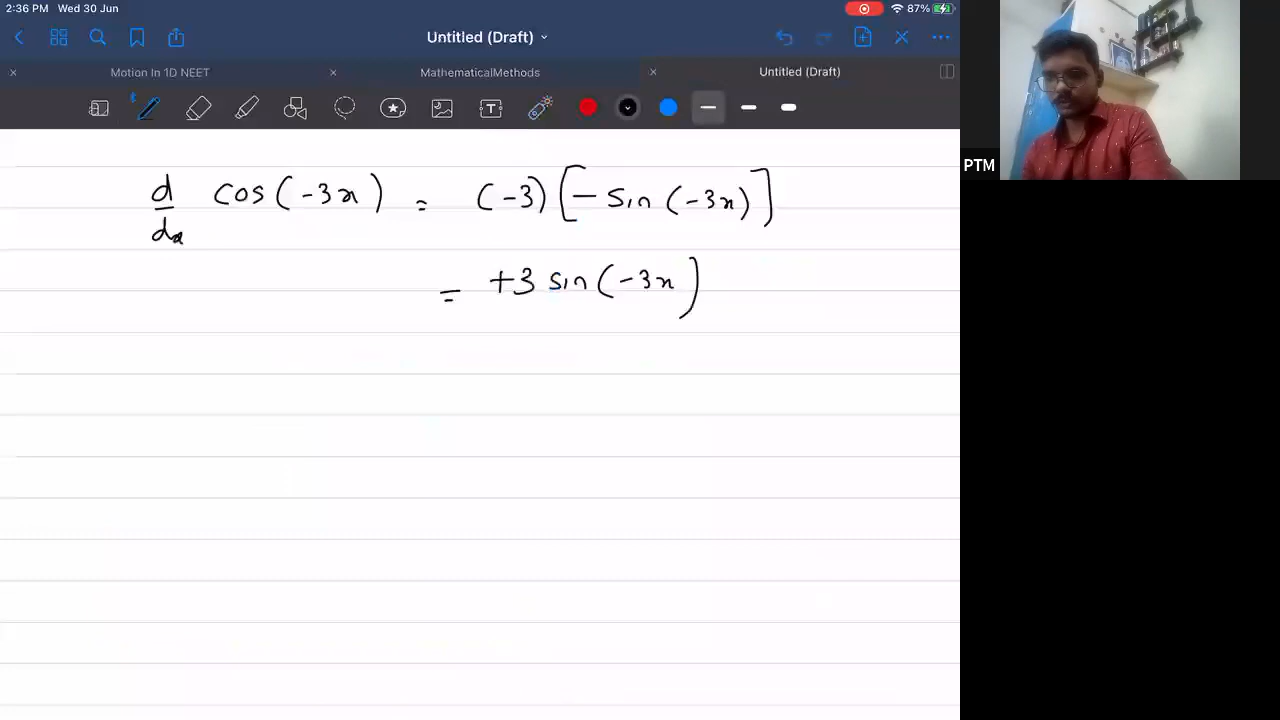 2:36 PM Wed 30 Jun 87%
Untitled (Draft)
Motion In 1D NEET MathematicalMethods Untitled (Draft)
T
PTM
d/dx cos(-3x) = (-3)[-sin(-3x)]
= +3 sin(-3x)